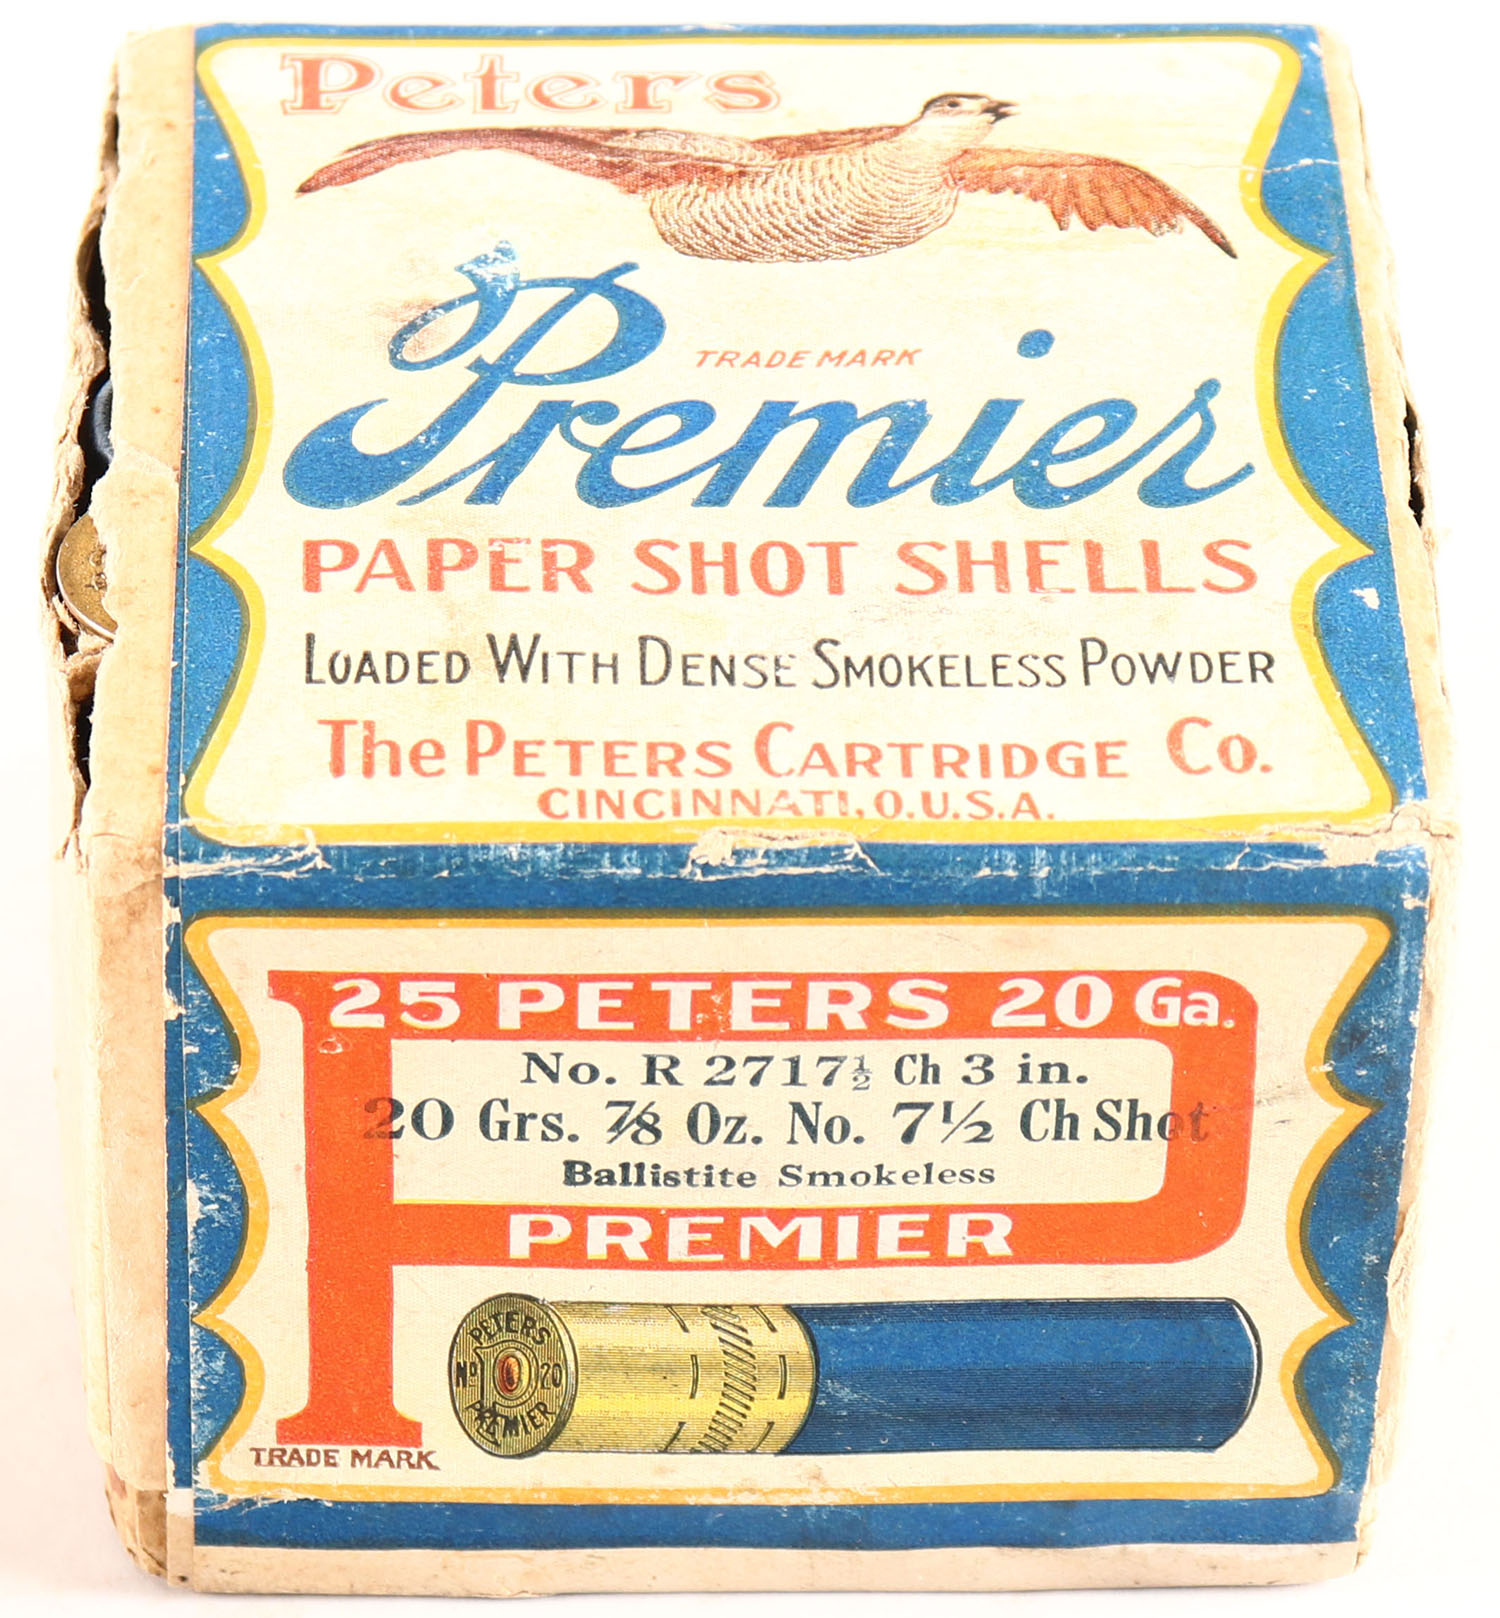 Peters
TRADE MARK
Premier
PAPER SHOT SHELLS
LOADED WITH DENSE SMOKELESS POWDER
The PETERS CARTRIDGE Co.
CINCINNATI, O. U.S.A.
25 PETERS 20 Ga.
No. R 2717½ Ch 3 in.
20 Grs. ⅞ Oz. No. 7½ Ch Shot
Ballistite Smokeless
PREMIER
PETERS
No 20
PREMIER
TRADE MARK